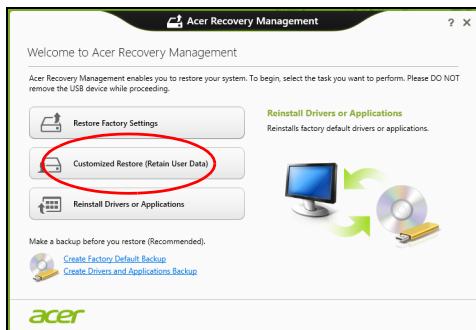 Acer Recovery Management
? X
Welcome to Acer Recovery Management
Acer Recovery Management enables you to restore your system. To begin, select the task you want to perform. Please DO NOT
remove the USB device while proceeding.
Restore Factory Settings
Customized Restore (Retain User Data)
Reinstall Drivers or Applications
Reinstall Drivers or Applications
Reinstalls factory default drivers or applications.
Make a backup before you restore (Recommended).
Create Factory Default Backup
Create Drivers and Applications Backup
acer